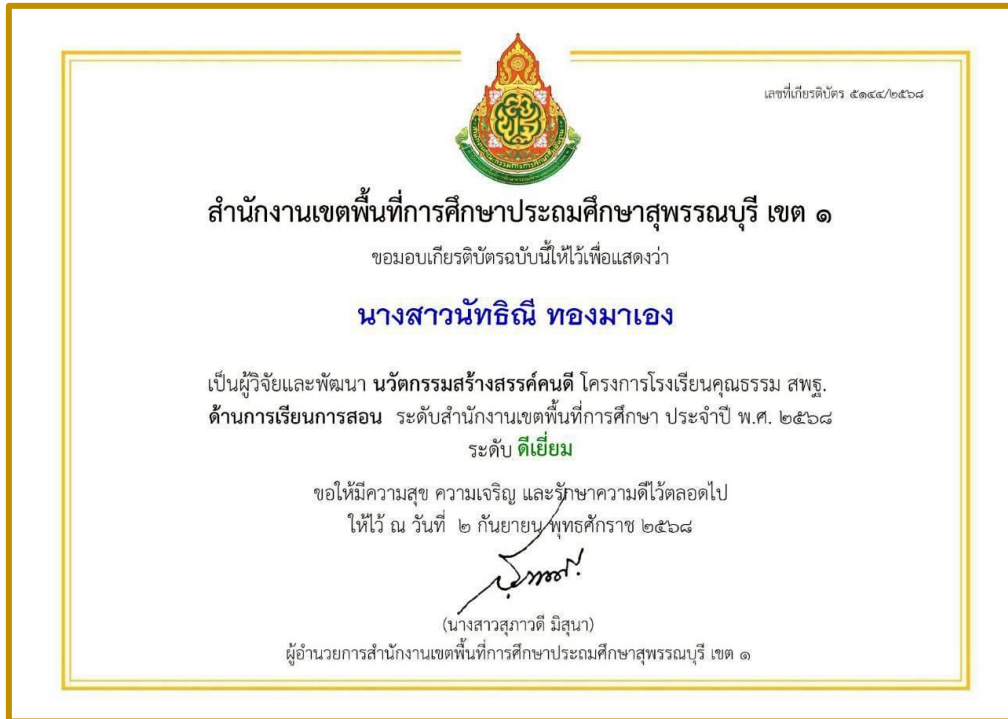 เลขที่เกียรติบัตร ๕๑๔๔/๒๕๖๘
สำนักงานเขตพื้นที่การศึกษาประถมศึกษาสุพรรณบุรี เขต ๑
ขอมอบเกียรติบัตรฉบับนี้ให้ไว้เพื่อแสดงว่า
นางสาวนัทธิณี ทองมาเอง
เป็นผู้วิจัยและพัฒนา นวัตกรรมสร้างสรรค์คนดี โครงการโรงเรียนคุณธรรม สพฐ.
ด้านการเรียนการสอน ระดับสำนักงานเขตพื้นที่การศึกษา ประจำปี พ.ศ. ๒๕๖๘
ระดับ ดีเยี่ยม
ขอให้มีความสุข ความเจริญ และรักษาความดีไว้ตลอดไป
ให้ไว้ ณ วันที่ ๒ กันยายน พุทธศักราช ๒๕๖๘
(นางสาวสุภาวดี มิสุนา)
ผู้อำนวยการสำนักงานเขตพื้นที่การศึกษาประถมศึกษาสุพรรณบุรี เขต ๑